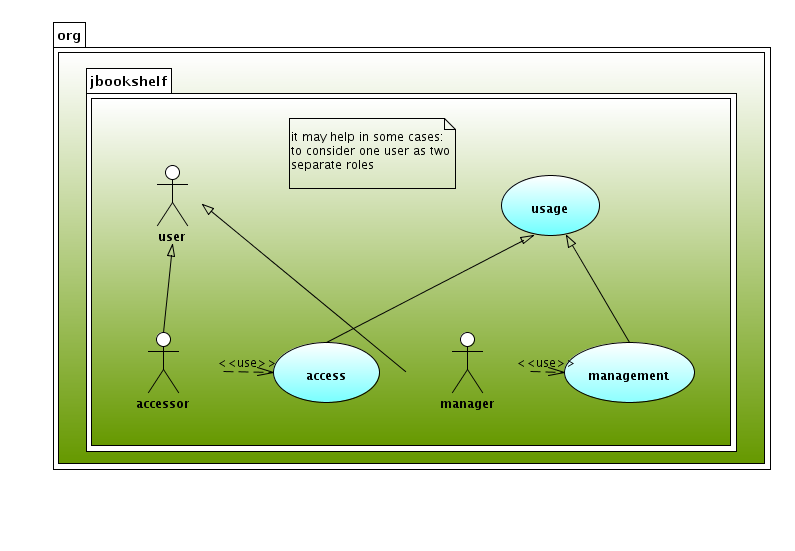 org
jbookshelf
it may help in some cases:
to consider one user as two
separate roles
user
usage
<<use>>
access
<<use>>
management
accessor
manager